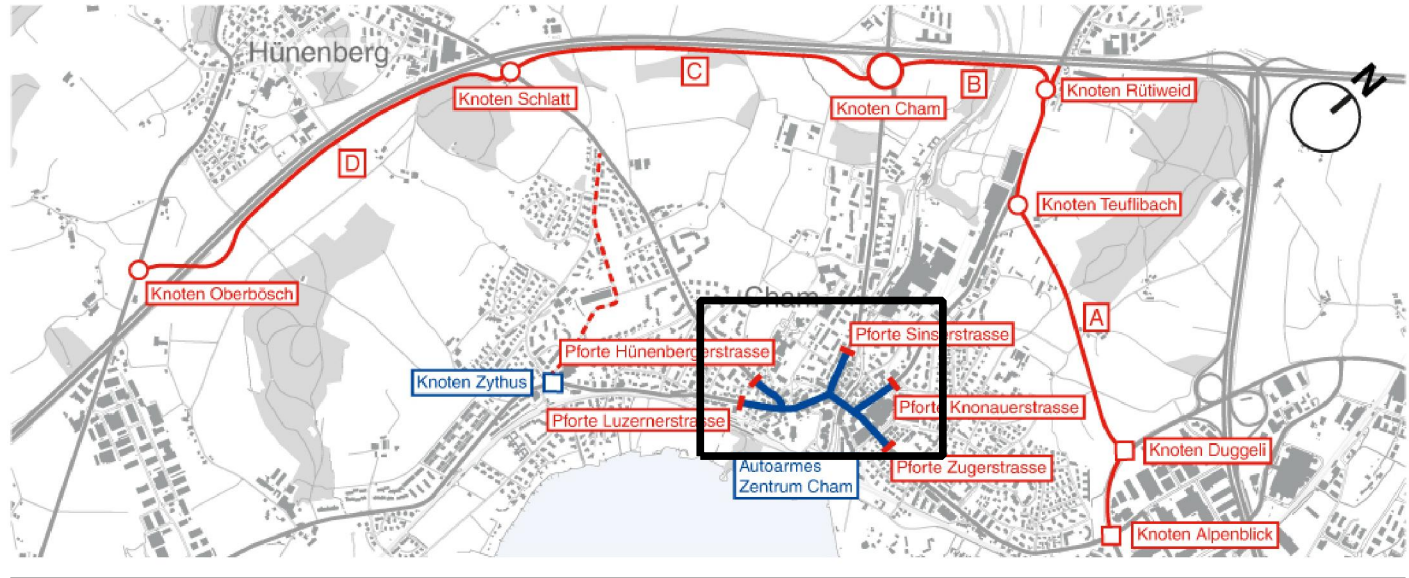 Hünenberg
N
C
B
Knoten Schlatt
Knoten Cham
Knoten Rütiweid
D
Knoten Teuflibach
Knoten Oberbösch
Cham
A
Pforte Sinserstrasse
Pforte Hünenbergerstrasse
Knoten Zythus
Pforte Knonauerstrasse
Pforte Luzernerstrasse
Knoten Duggeli
Pforte Zugerstrasse
Autoarmes
Zentrum Cham
Knoten Alpenblick